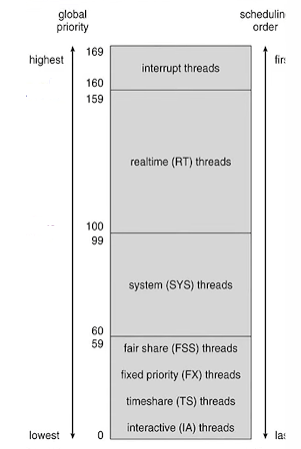 global
priority
scheduling
order
highest
169
interrupt threads
160
159
realtime (RT) threads
100
99
system (SYS) threads
60
59
fair share (FSS) threads
fixed priority (FX) threads
timeshare (TS) threads
interactive (IA) threads
lowest
0